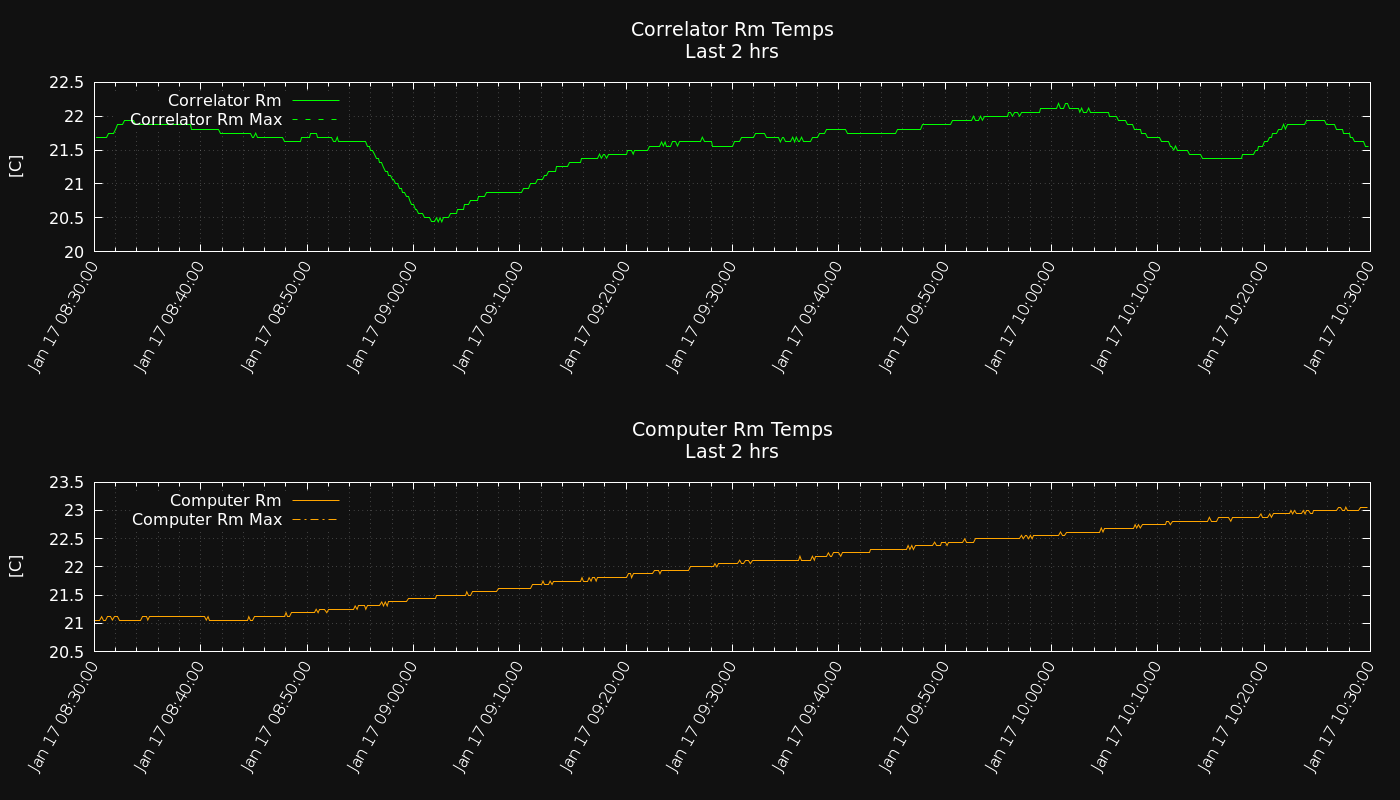 Correlator Rm Temps
Last 2 hrs
22.5
22
21.5
21
20.5
20
[C]
Correlator Rm
Correlator Rm Max
Jan 17 08:30:00
Jan 17 08:40:00
Jan 17 08:50:00
Jan 17 09:00:00
Jan 17 09:10:00
Jan 17 09:20:00
Jan 17 09:30:00
Jan 17 09:40:00
Jan 17 09:50:00
Jan 17 10:00:00
Jan 17 10:10:00
Jan 17 10:20:00
Jan 17 10:30:00
Computer Rm Temps
Last 2 hrs
23.5
23
22.5
22
21.5
21
20.5
[C]
Computer Rm
Computer Rm Max
Jan 17 08:30:00
Jan 17 08:40:00
Jan 17 08:50:00
Jan 17 09:00:00
Jan 17 09:10:00
Jan 17 09:20:00
Jan 17 09:30:00
Jan 17 09:40:00
Jan 17 09:50:00
Jan 17 10:00:00
Jan 17 10:10:00
Jan 17 10:20:00
Jan 17 10:30:00